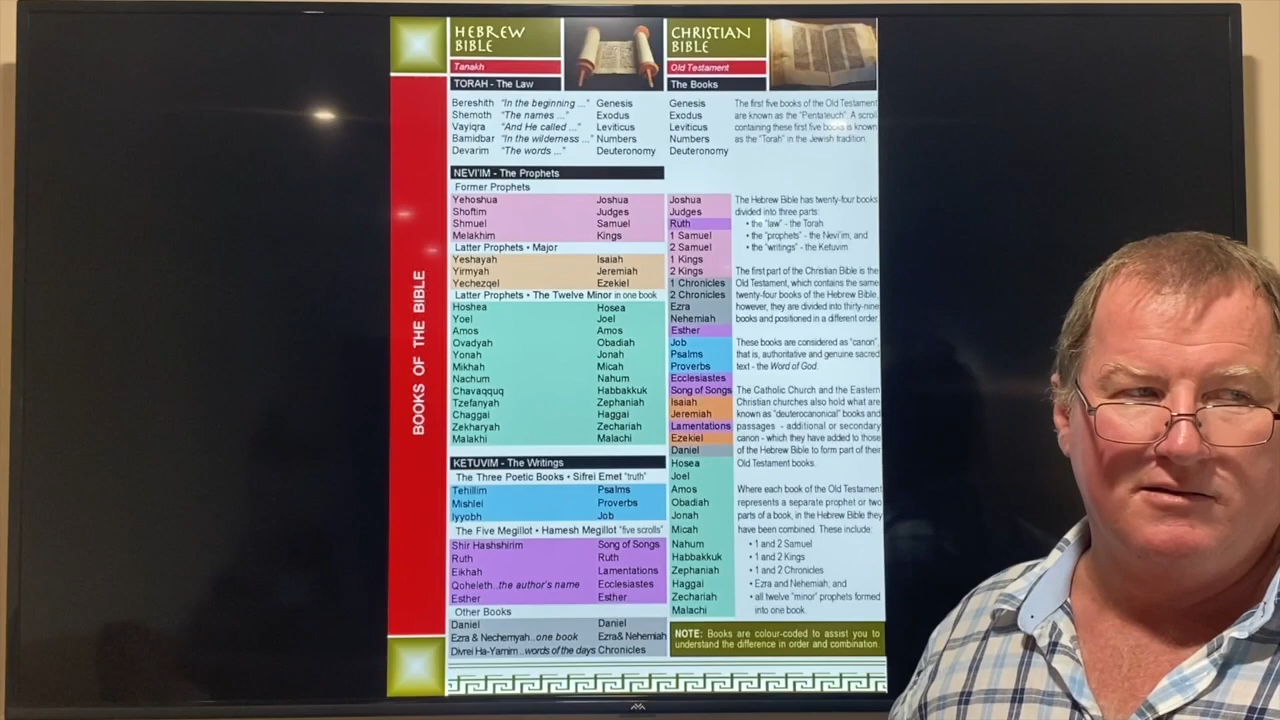 HEBREW
BIBLE
Tanakh
TORAH - The Law
Bereshith "In the beginning ..." Genesis
Shemoth "The names ..." Exodus
Vayiqra "And He called ..." Leviticus
Bamidbar "In the wilderness ..." Numbers
Devarim "The words ..." Deuteronomy
NEVI'IM - The Prophets
Former Prophets
Yehoshua Joshua
Shoftim Judges
Shmuel Samuel
Melakhim Kings
Latter Prophets • Major
Yeshayah Isaiah
Yirmyah Jeremiah
Yechezqel Ezekiel
Latter Prophets • The Twelve Minor in one book
Hoshea Hosea
Yoel Joel
Amos Amos
Ovadyah Obadiah
Yonah Jonah
Mikhah Micah
Nachum Nahum
Chavaqquq Habbakkuk
Tzefanyah Zephaniah
Chaggai Haggai
Zekharyah Zechariah
Malakhi Malachi
KETUVIM - The Writings
The Three Poetic Books • Sifrei Emet "truth"
Tehillim Psalms
Mishlei Proverbs
Iyyobh Job
The Five Megillot • Hamesh Megillot "five scrolls"
Shir Hashshirim Song of Songs
Ruth Ruth
Eikhah Lamentations
Qoheleth..the author's name Ecclesiastes
Esther Esther
Other Books
Daniel Daniel
Ezra & Nechemyah..one book Ezra& Nehemiah
Divrei Ha-Yamim...words of the days Chronicles
CHRISTIAN
BIBLE
Old Testament
The Books
Genesis
Exodus
Leviticus
Numbers
Deuteronomy
Joshua
Judges
Ruth
1 Samuel
2 Samuel
1 Kings
2 Kings
1 Chronicles
2 Chronicles
Ezra
Nehemiah
Esther
Job
Psalms
Proverbs
Ecclesiastes
Song of Songs
Isaiah
Jeremiah
Lamentations
Ezekiel
Daniel
Hosea
Joel
Amos
Obadiah
Jonah
Micah
Nahum
Habbakkuk
Zephaniah
Haggai
Zechariah
Malachi
The first five books of the Old Testament
are known as the "Pentateuch". A scroll
containing these first five books is known
as the "Torah" in the Jewish tradition.
The Hebrew Bible has twenty-four books
divided into three parts:
• the "law" - the Torah
• the "prophets" - the Nevi'im; and
• the "writings" - the Ketuvim
The first part of the Christian Bible is the
Old Testament, which contains the same
twenty-four books of the Hebrew Bible,
however, they are divided into thirty-nine
books and positioned in a different order.
These books are considered as "canon",
that is, authoritative and genuine sacred
text - the Word of God.
The Catholic Church and the Eastern
Christian churches also hold what are
known as "deuterocanonical" books and
passages - additional or secondary
canon - which they have added to those
of the Hebrew Bible to form part of their
Old Testament books.
Where each book of the Old Testament
represents a separate prophet or two
parts of a book, in the Hebrew Bible they
have been combined. These include:
• 1 and 2 Samuel
• 1 and 2 Kings
• 1 and 2 Chronicles
• Ezra and Nehemiah; and
• all twelve "minor" prophets formed
into one book.
NOTE: Books are colour-coded to assist you to
understand the difference in order and combination.
BOOKS OF THE BIBLE